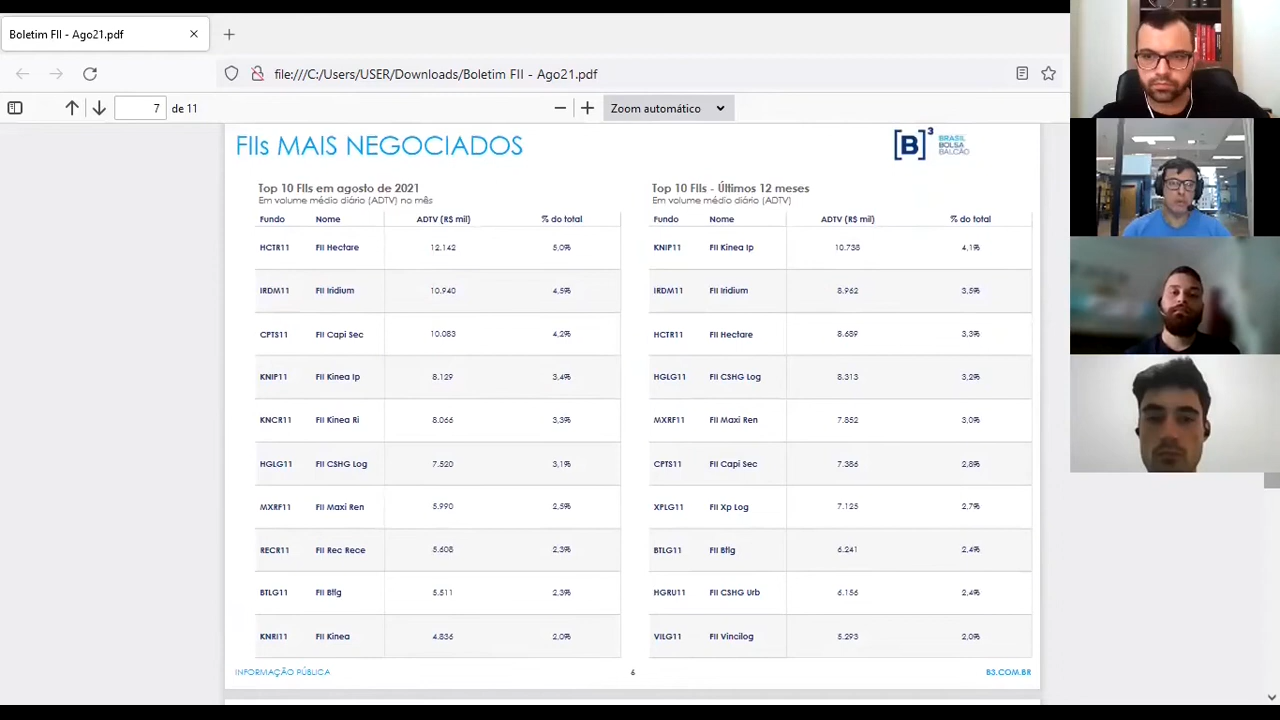 Boletim FII - Ago21.pdf
file:///C:/Users/USER/Downloads/Boletim FII - Ago21.pdf
7 de 11
Zoom automático
FIIs MAIS NEGOCIADOS
[B]³ BRASIL
BOLSA
BALCÃO
Top 10 FIIs em agosto de 2021
Em volume médio diário (ADTV) no mês
Fundo Nome ADTV (R$ mil) % do total
HCTR11 FII Hectare 12.142 5,0%
IRDM11 FII Iridium 10.940 4,5%
CPTS11 FII Capi Sec 10.083 4,2%
KNIP11 FII Kinea Ip 8.129 3,4%
KNCR11 FII Kinea Ri 8.066 3,3%
HGLG11 FII CSHG Log 7.520 3,1%
MXRF11 FII Maxi Ren 5.990 2,5%
RECR11 FII Rec Rece 5.608 2,3%
BTLG11 FII Btlg 5.511 2,3%
KNRI11 FII Kinea 4.836 2,0%
Top 10 FIIs - Últimos 12 meses
Em volume médio diário (ADTV)
Fundo Nome ADTV (R$ mil) % do total
KNIP11 FII Kinea Ip 10.738 4,1%
IRDM11 FII Iridium 8.962 3,5%
HCTR11 FII Hectare 8.689 3,3%
HGLG11 FII CSHG Log 8.313 3,2%
MXRF11 FII Maxi Ren 7.852 3,0%
CPTS11 FII Capi Sec 7.386 2,8%
XPLG11 FII Xp Log 7.125 2,7%
BTLG11 FII Btlg 6.241 2,4%
HGRU11 FII CSHG Urb 6.156 2,4%
VILG11 FII Vincilog 5.293 2,0%
INFORMAÇÃO PÚBLICA 6 B3.COM.BR